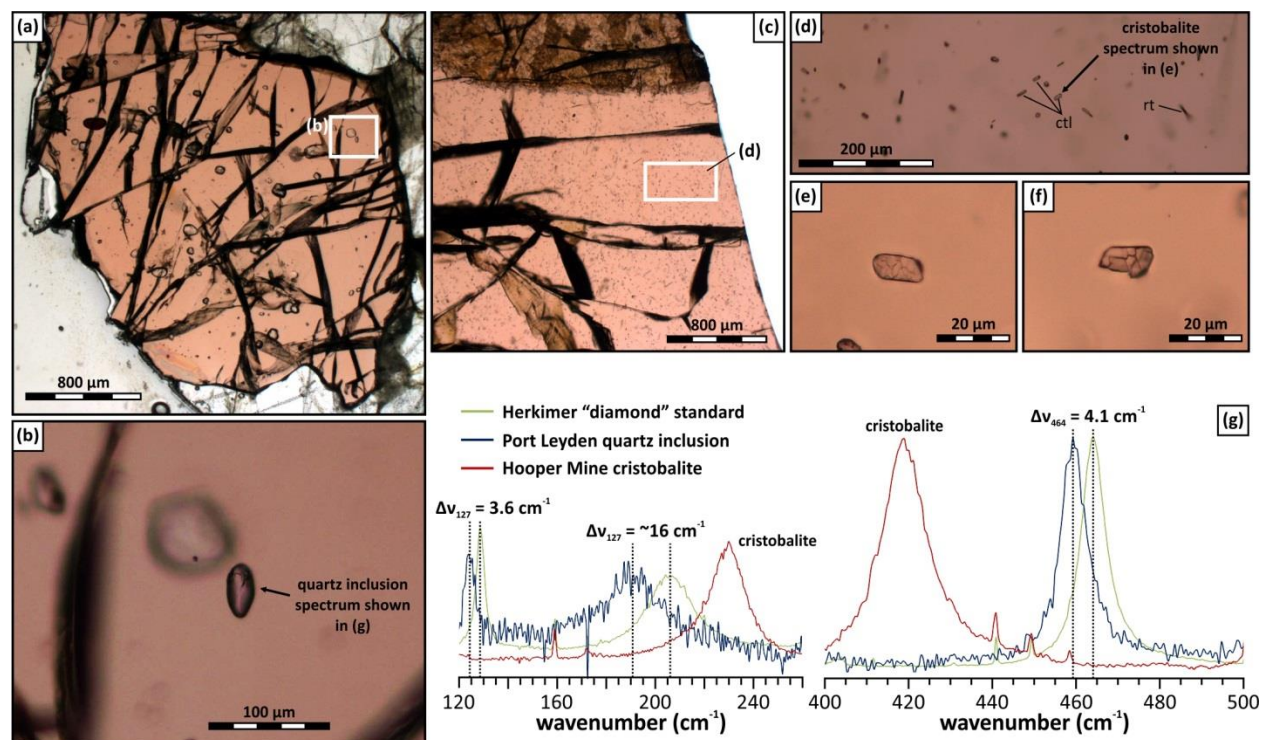 (a)
(b)
800 µm
(c)
(d)
800 µm
(d)
cristobalite
spectrum shown
in (e)
ctl
rt
200 µm
(e)
20 µm
(f)
20 µm
(b)
quartz inclusion
spectrum shown
in (g)
100 µm
(g)
Herkimer “diamond” standard
Port Leyden quartz inclusion
Hooper Mine cristobalite
Δν127 = 3.6 cm-1
Δν127 = ~16 cm-1
cristobalite
cristobalite
Δν464 = 4.1 cm-1
120 160 200 240
wavenumber (cm-1)
400 420 440 460 480 500
wavenumber (cm-1)